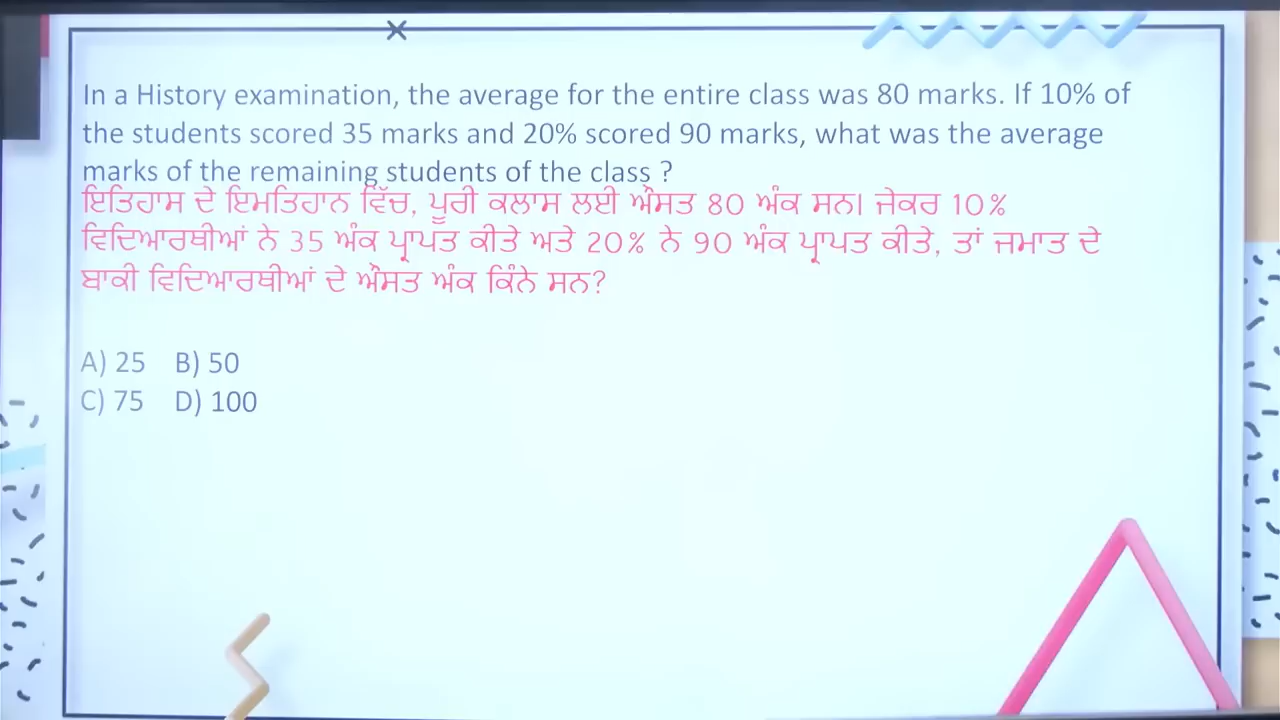 In a History examination, the average for the entire class was 80 marks. If 10% of
the students scored 35 marks and 20% scored 90 marks, what was the average
marks of the remaining students of the class ?
ਇਤਿਹਾਸ ਦੇ ਇਮਤਿਹਾਨ ਵਿੱਚ, ਪੂਰੀ ਕਲਾਸ ਲਈ ਔਸਤ 80 ਅੰਕ ਸਨ। ਜੇਕਰ 10%
ਵਿਦਿਆਰਥੀਆਂ ਨੇ 35 ਅੰਕ ਪ੍ਰਾਪਤ ਕੀਤੇ ਅਤੇ 20% ਨੇ 90 ਅੰਕ ਪ੍ਰਾਪਤ ਕੀਤੇ, ਤਾਂ ਜਮਾਤ ਦੇ
ਬਾਕੀ ਵਿਦਿਆਰਥੀਆਂ ਦੇ ਔਸਤ ਅੰਕ ਕਿੰਨੇ ਸਨ?
A) 25 B) 50
C) 75 D) 100